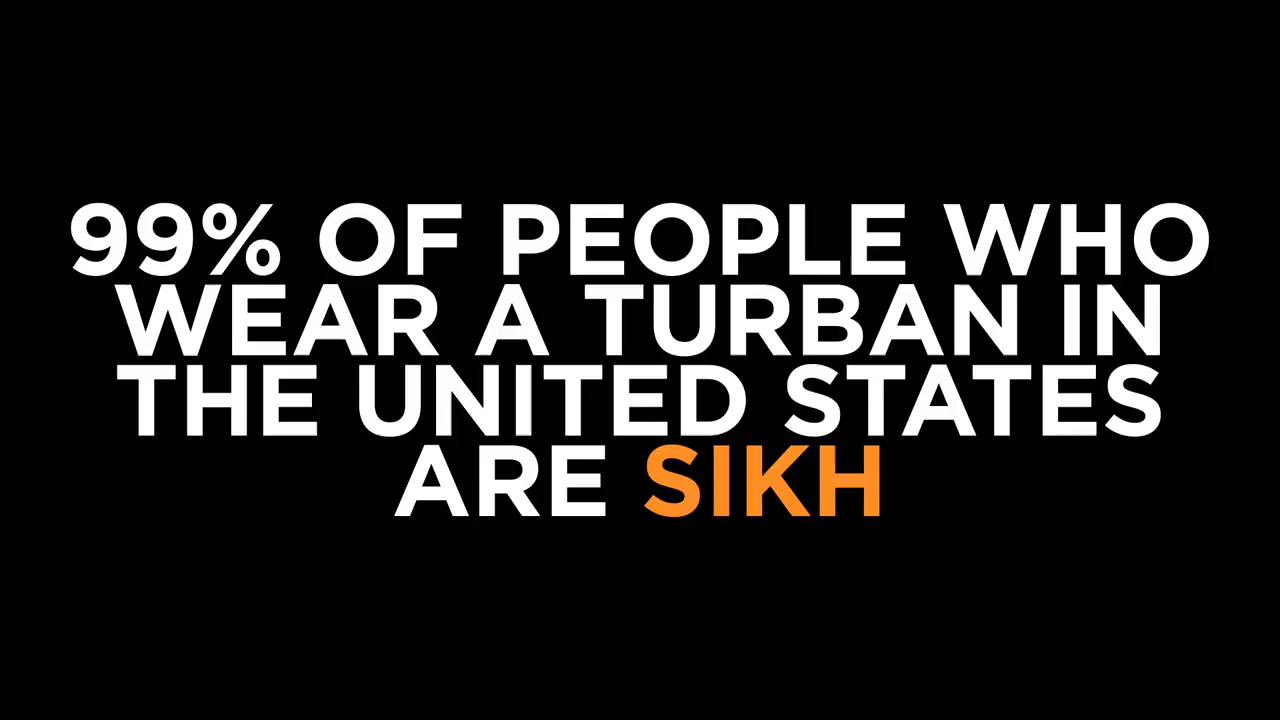 99% OF PEOPLE WHO
WEAR A TURBAN IN
THE UNITED STATES
ARE SIKH